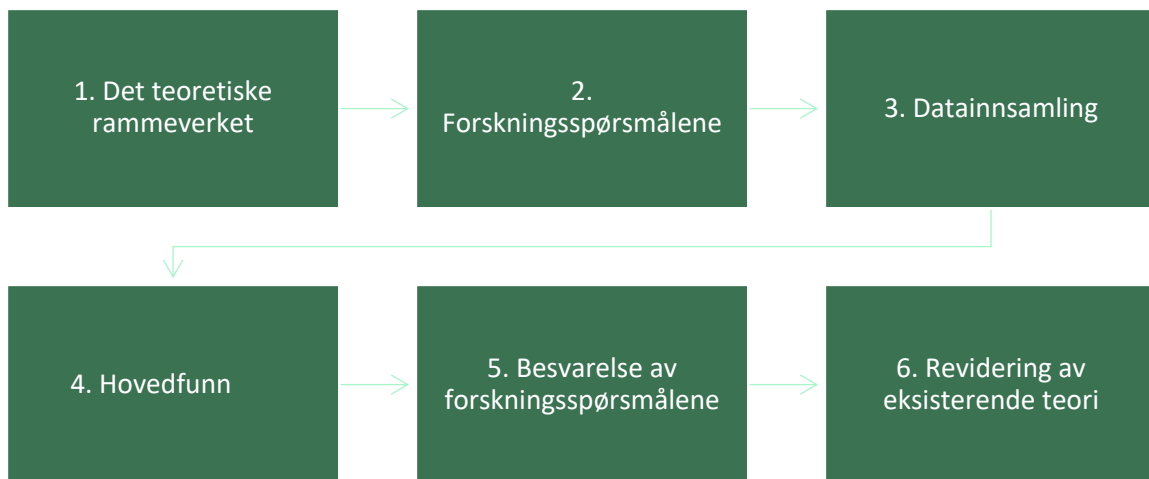 1. Det teoretiske
rammeverket
2.
Forskningsspørsmålene
3. Datainnsamling
4. Hovedfunn
5. Besvarelse av
forskningsspørsmålene
6. Revidering av
eksisterende teori